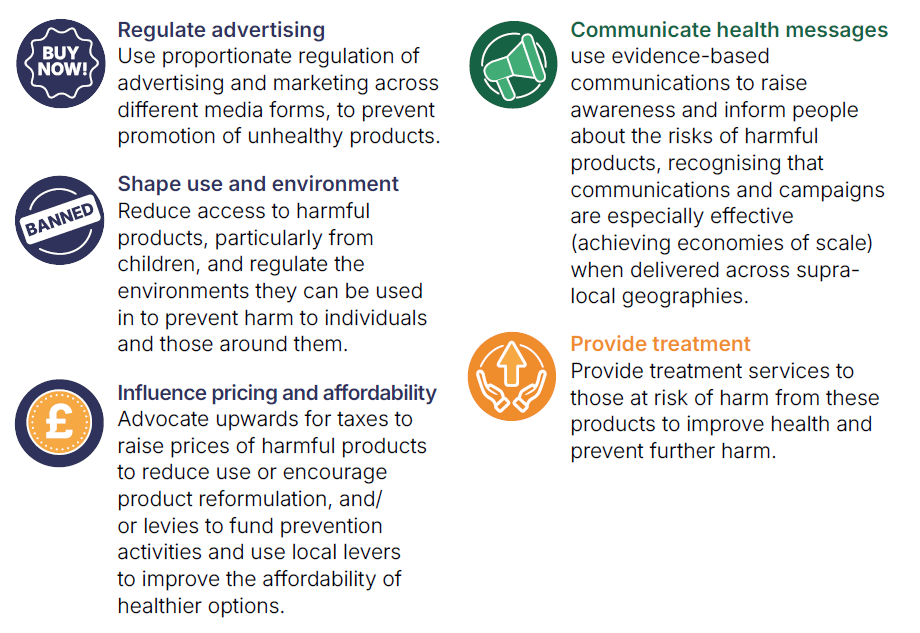 BUY
NOW!
Regulate advertising
Use proportionate regulation of
advertising and marketing across
different media forms, to prevent
promotion of unhealthy products.
BANNED
Shape use and environment
Reduce access to harmful
products, particularly from
children, and regulate the
environments they can be used
in to prevent harm to individuals
and those around them.
£
Influence pricing and affordability
Advocate upwards for taxes to
raise prices of harmful products
to reduce use or encourage
product reformulation, and/
or levies to fund prevention
activities and use local levers
to improve the affordability of
healthier options.
Communicate health messages
use evidence-based
communications to raise
awareness and inform people
about the risks of harmful
products, recognising that
communications and campaigns
are especially effective
(achieving economies of scale)
when delivered across supra-
local geographies.
Provide treatment
Provide treatment services to
those at risk of harm from these
products to improve health and
prevent further harm.